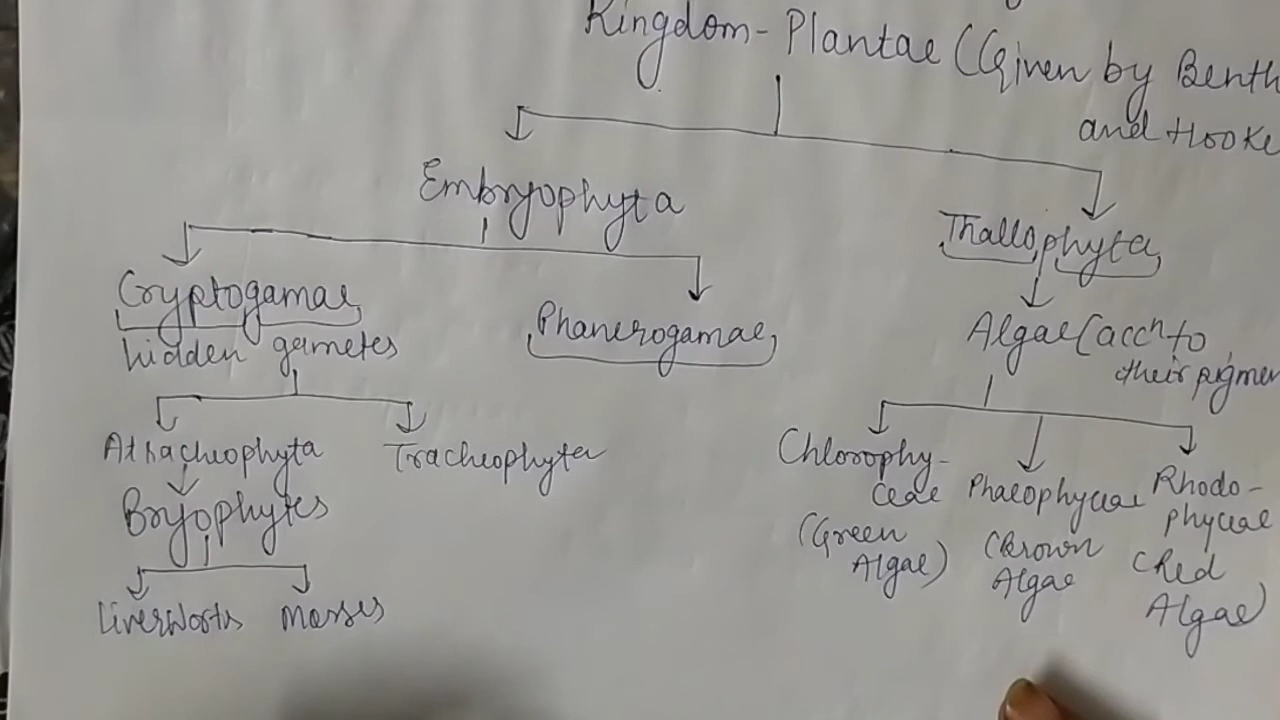 Kingdom - Plantae (Given by Benth
and Hooke
Embryophyta
Thallophyta
Cryptogamae
hidden gametes
Phanerogamae
Algae (accn to
their pigmen
Atracheophyta
Tracheophyta
Bryophytes
Liverworts Mosses
Chlorophy-
ceae
(Green
Algae)
Phaeophyceae
(Brown
Algae
Rhodo-
phyceae
(Red
Algae)